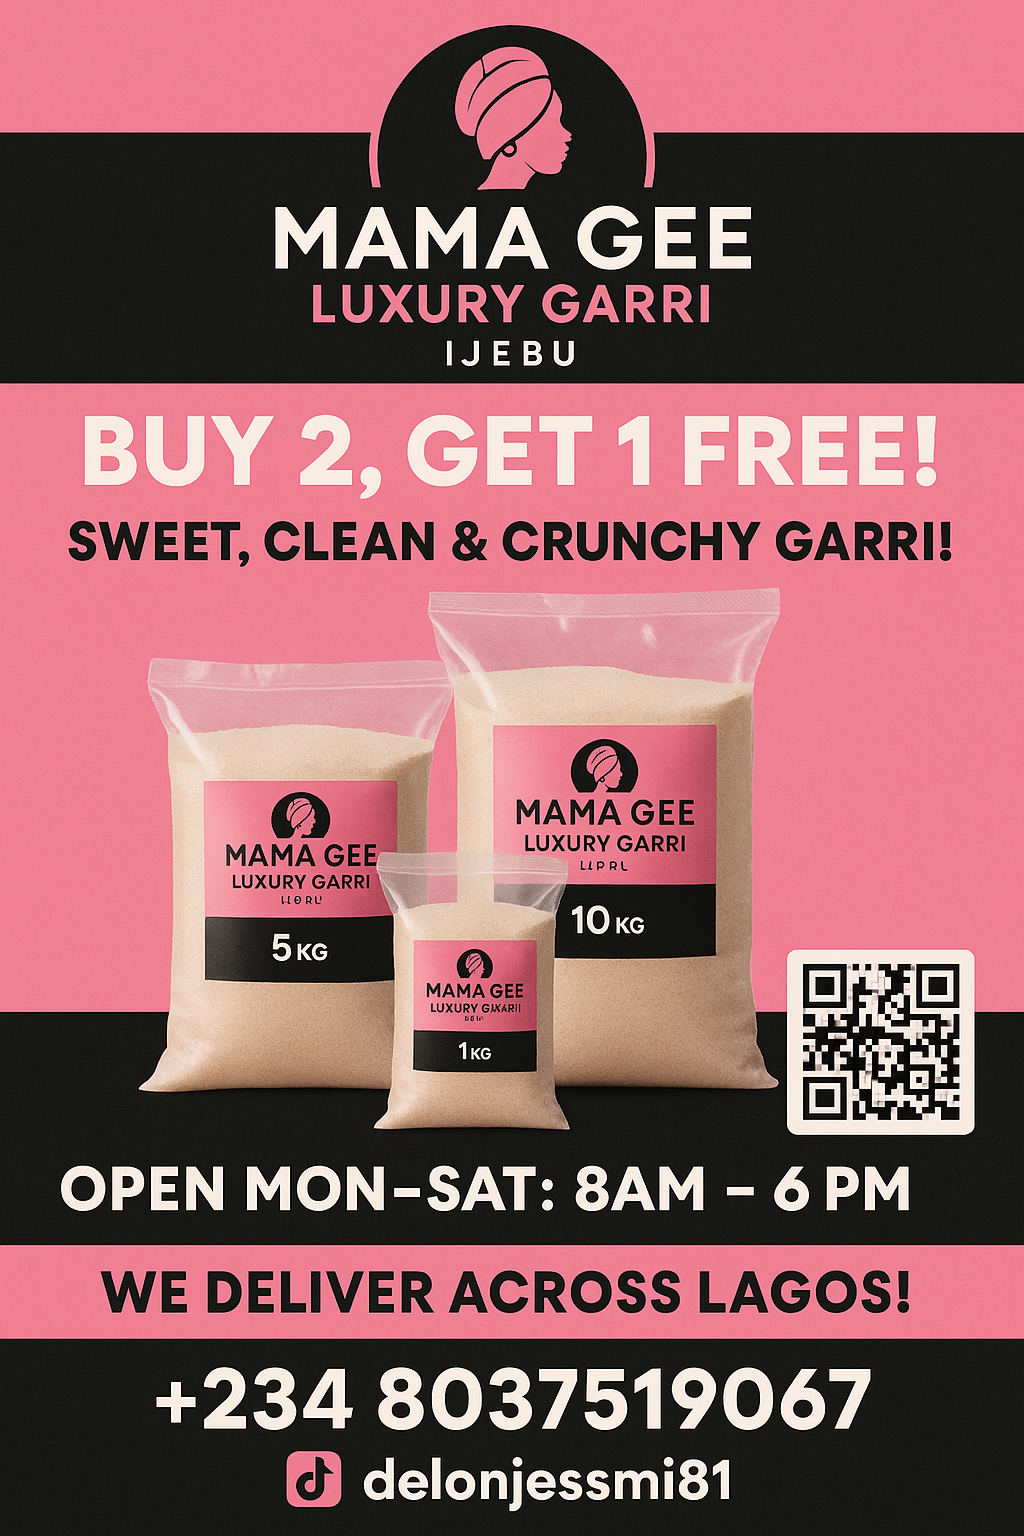 MAMA GEE
LUXURY GARRI
IJEBU
BUY 2, GET 1 FREE!
SWEET, CLEAN & CRUNCHY GARRI!
MAMA GEE
LUXURY GARRI
5 KG
MAMA GEE
LUXURY GARRI
10 KG
MAMA GEE
LUXURY
1 KG
OPEN MON–SAT: 8AM – 6 PM
WE DELIVER ACROSS LAGOS!
+234 8037519067
delonjessmi81